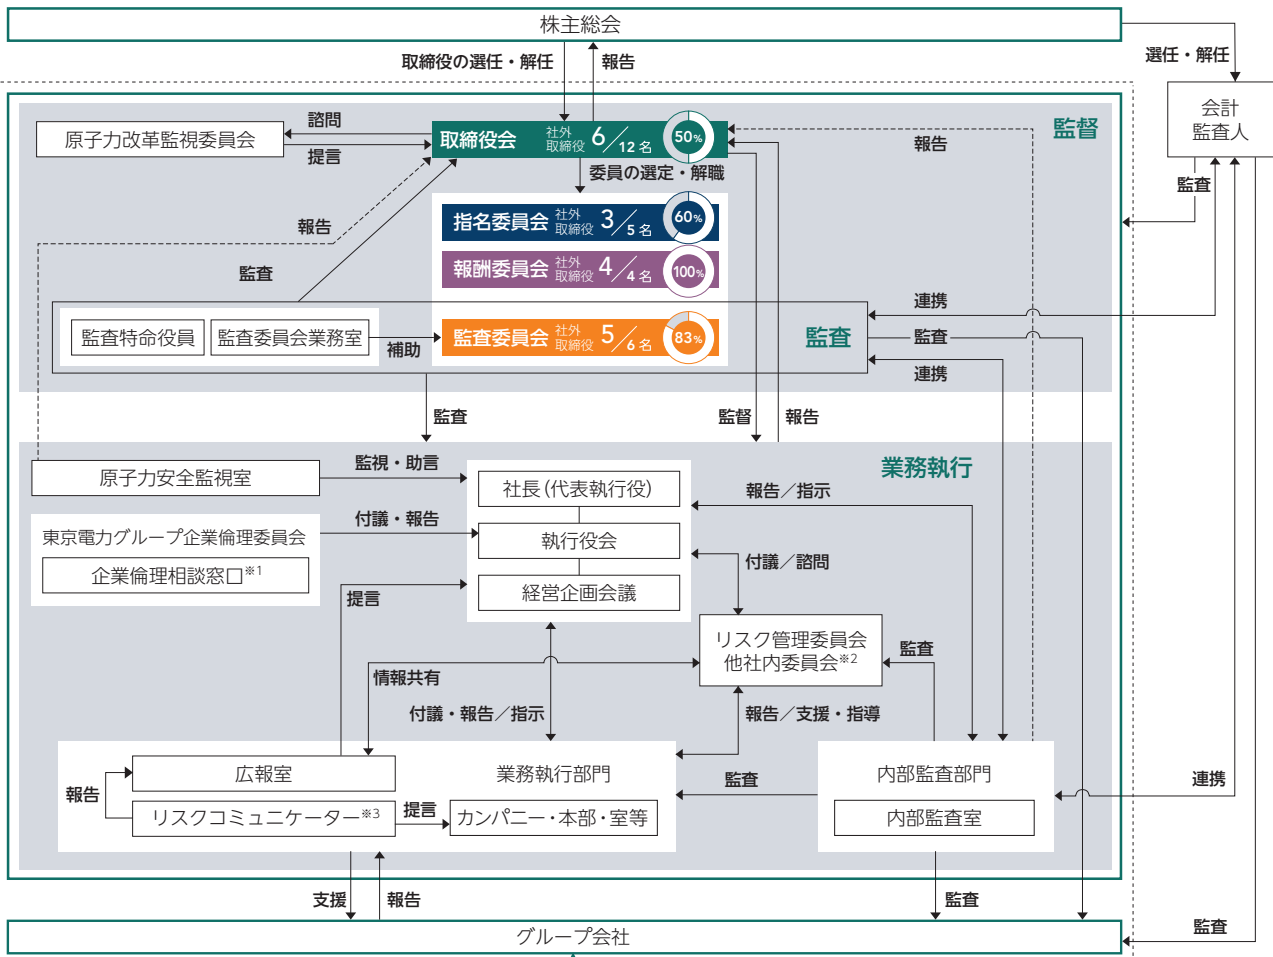 株主総会
取締役の選任・解任
報告
選任・解任
会計
監査人
監督
原子力改革監視委員会
諮問
提言
取締役会 社外取締役 6/12名 50%
報告
委員の選定・解職
監査
指名委員会 社外取締役 3/5名 60%
報告
報酬委員会 社外取締役 4/4名 100%
監査
連携
監査特命役員
監査委員会業務室
補助
監査委員会 社外取締役 5/6名 83%
監査
監査
連携
監査
監督
報告
業務執行
原子力安全監視室
監視・助言
社長(代表執行役)
報告/指示
付議・報告
東京電力グループ企業倫理委員会
執行役会
企業倫理相談窓口※1
付議/諮問
提言
経営企画会議
リスク管理委員会
他社内委員会※2
監査
情報共有
付議・報告/指示
報告/支援・指導
広報室
業務執行部門
監査
内部監査部門
連携
報告
リスクコミュニケーター※3
提言
カンパニー・本部・室等
内部監査室
支援
報告
監査
監査
グループ会社